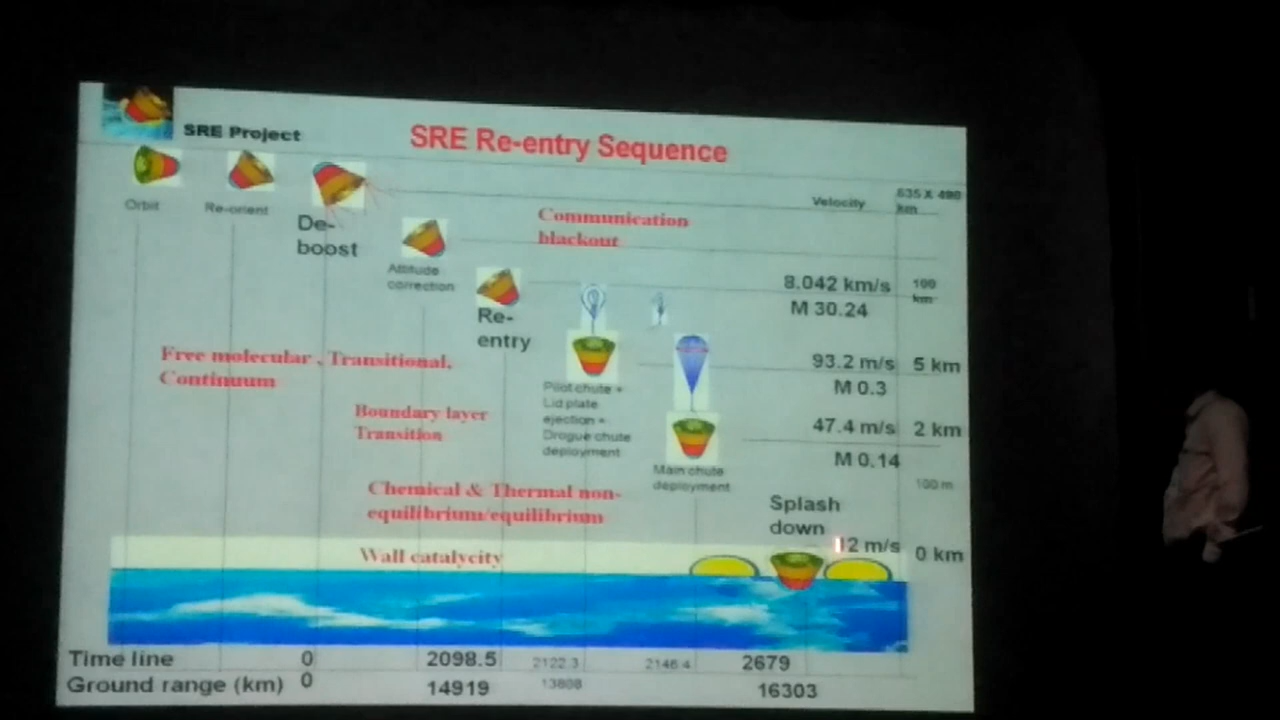 SRE Project
SRE Re-entry Sequence
Orbit
Re-orient
De-
boost
Attitude
correction
Re-
entry
Communication
blackout
Velocity
635 X 490
km
8.042 km/s
100
km
M 30.24
93.2 m/s
5 km
M 0.3
47.4 m/s
2 km
M 0.14
100 m
Free molecular , Transitional,
Continuum
Boundary layer
Transition
Pilot chute +
Lid plate
ejection +
Drogue chute
deployment
Main chute
deployment
Chemical & Thermal non-
equilibrium/equilibrium
Splash
down
12 m/s
0 km
Wall catalycity
Time line 0 2098.5 2122.3 2146.4 2679
Ground range (km) 0 14919 13808 16303